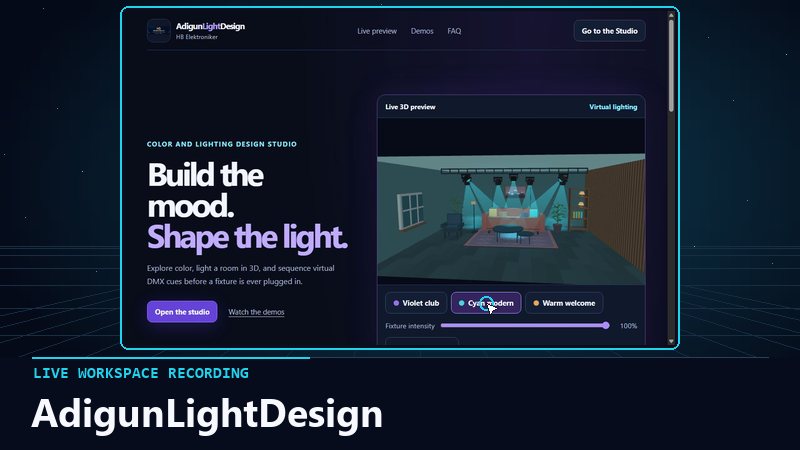 AdigunLightDesign
HB Elektroniker
Live preview
Demos
FAQ
Go to the Studio
Live 3D preview
Virtual lighting
COLOR AND LIGHTING DESIGN STUDIO
Build the
mood.
Shape the light.
Explore color, light a room in 3D, and sequence virtual
DMX cues before a fixture is ever plugged in.
Open the studio
Watch the demos
Violet club
Cyan modern
Warm welcome
Fixture intensity
100%
LIVE WORKSPACE RECORDING
AdigunLightDesign